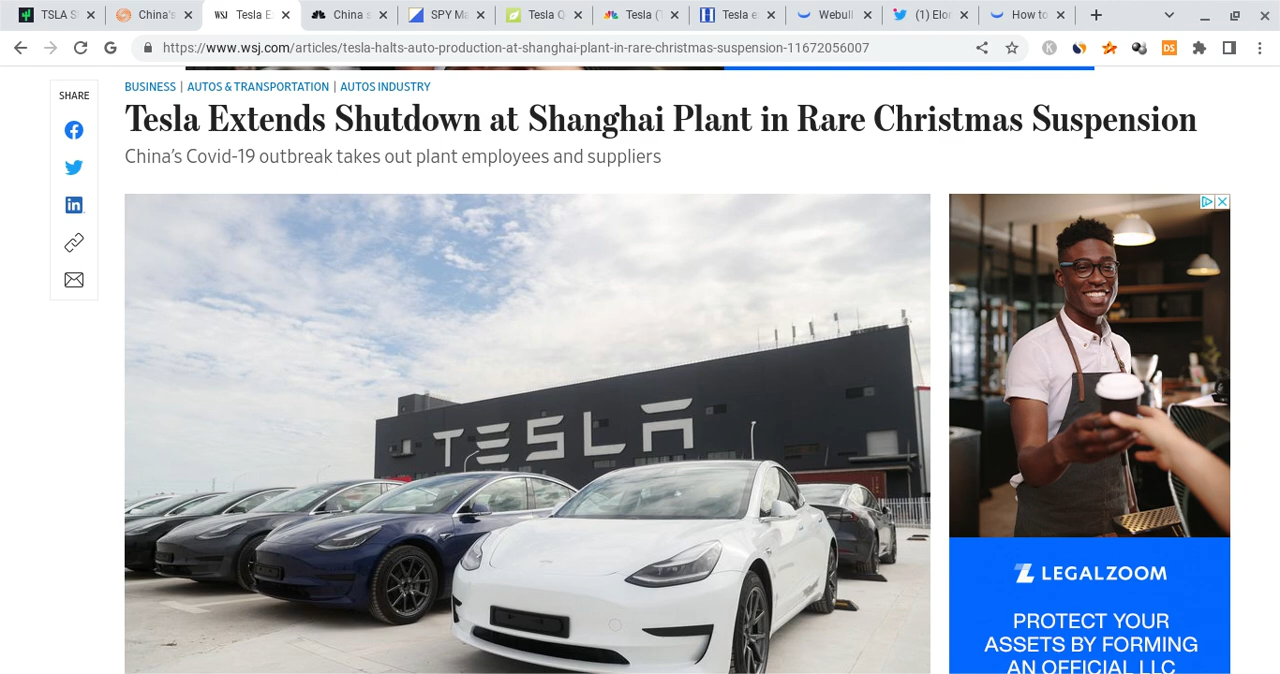 TSLA S
China's
WSJ Tesla E
China s
SPY Ma
Tesla Q
Tesla (T
Tesla e
Webull
(1) Elo
How to
https://www.wsj.com/articles/tesla-halts-auto-production-at-shanghai-plant-in-rare-christmas-suspension-11672056007
K
DS
SHARE
BUSINESS | AUTOS & TRANSPORTATION | AUTOS INDUSTRY
Tesla Extends Shutdown at Shanghai Plant in Rare Christmas Suspension
China's Covid-19 outbreak takes out plant employees and suppliers
TESLA
LEGALZOOM
PROTECT YOUR
ASSETS BY FORMING
AN OFFICIAL LLC